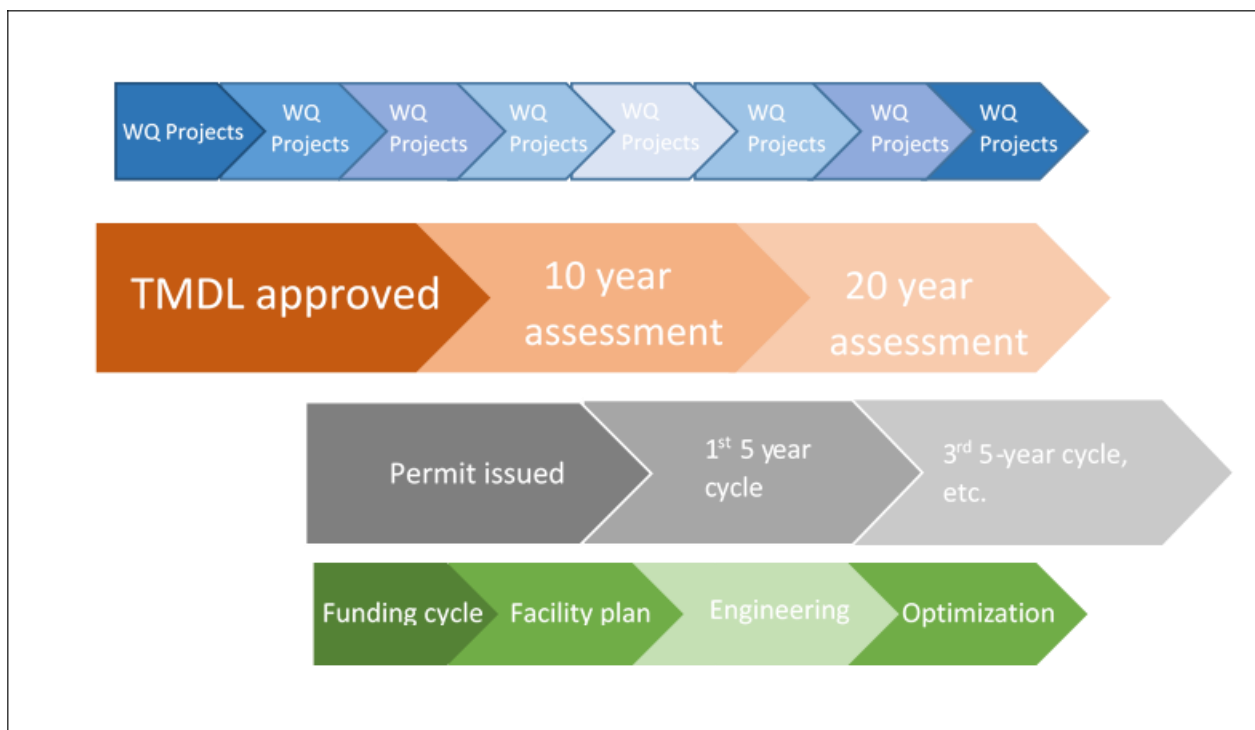 WQ Projects
WQ
Projects
WQ
Projects
WQ
Projects
WQ
Projects
WQ
Projects
WQ
Projects
WQ
Projects
TMDL approved
10 year
assessment
20 year
assessment
Permit issued
1st 5 year
cycle
3rd 5-year cycle,
etc.
Funding cycle
Facility plan
Engineering
Optimization